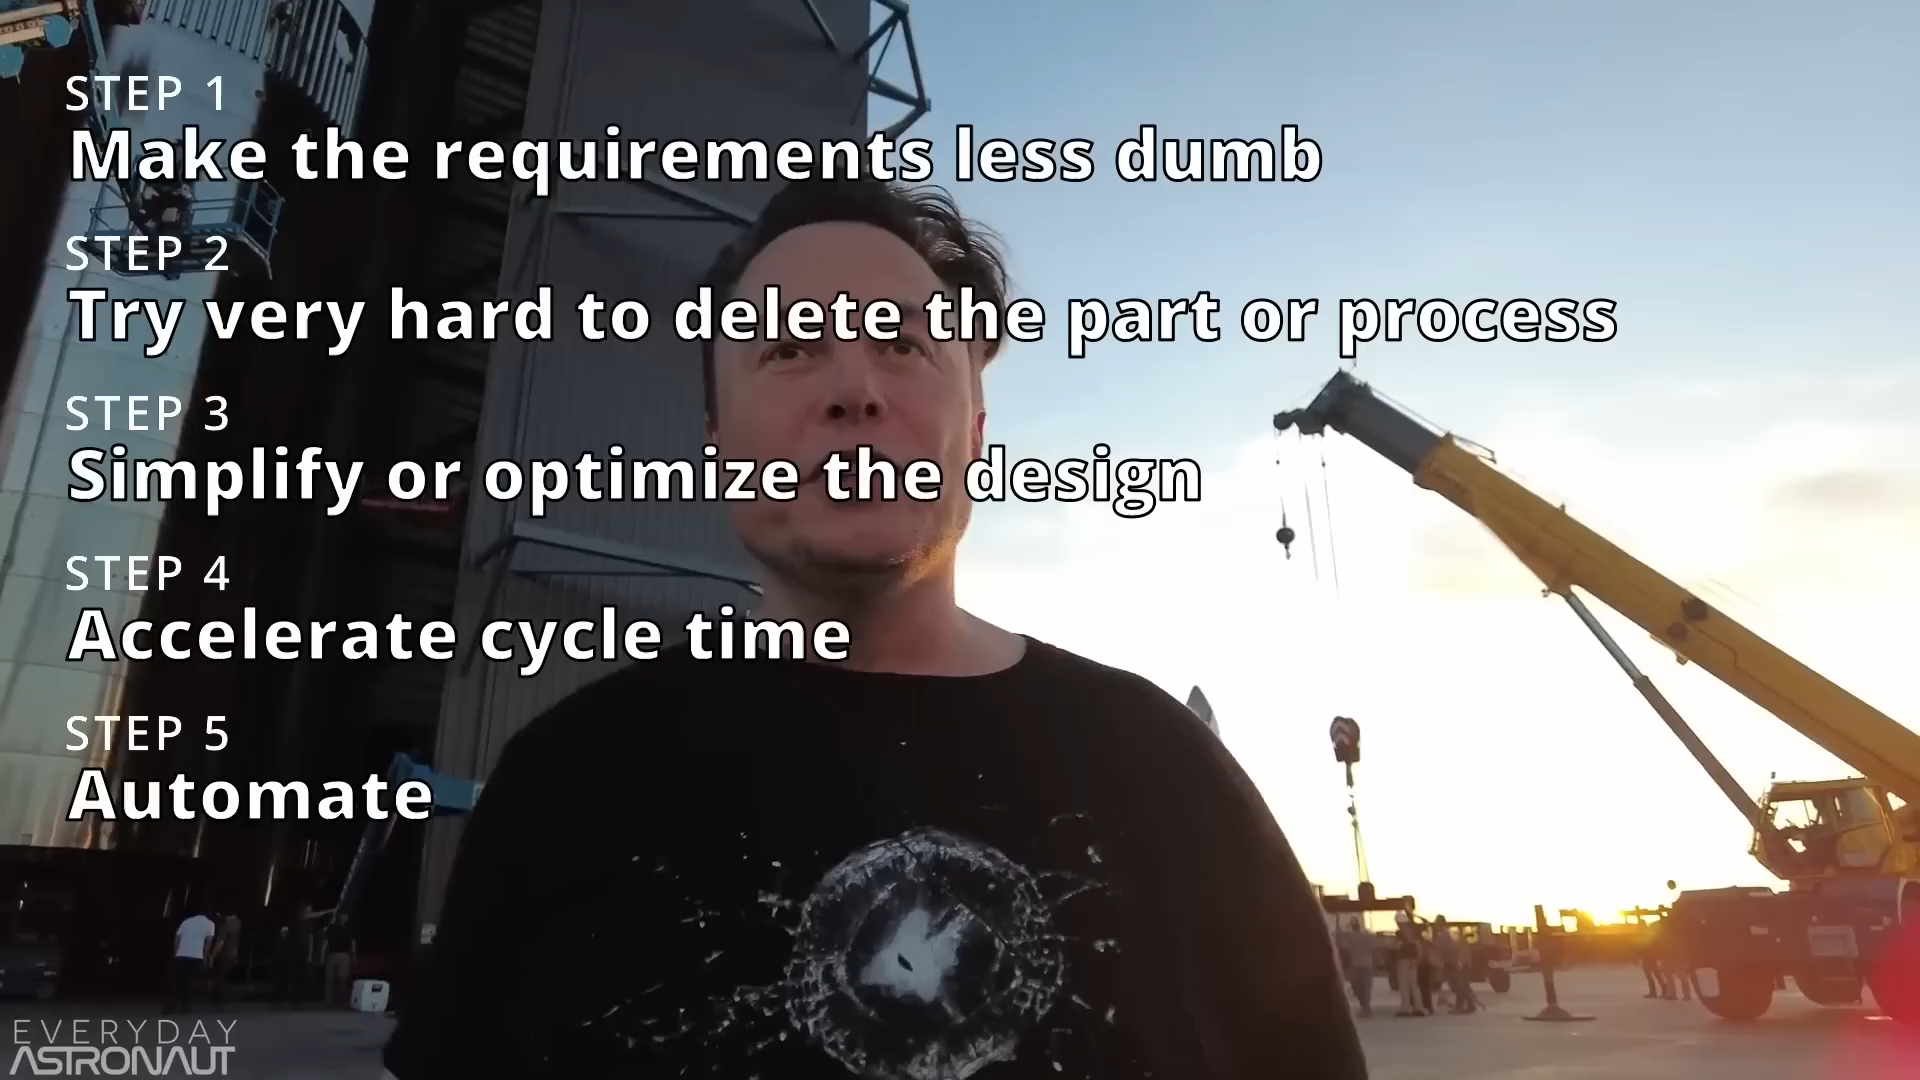 STEP 1
Make the requirements less dumb
STEP 2
Try very hard to delete the part or process
STEP 3
Simplify or optimize the design
STEP 4
Accelerate cycle time
STEP 5
Automate
EVERYDAY
ASTRONAUT